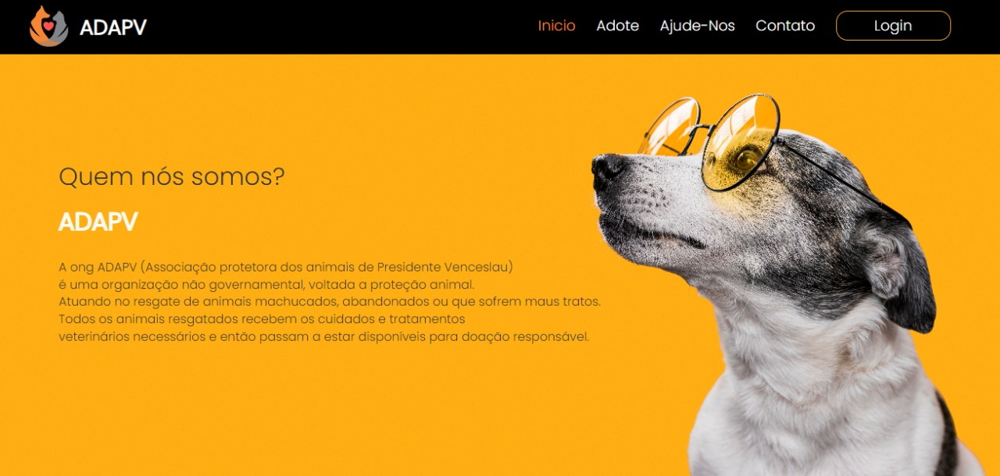 ADAPV
Inicio
Adote
Ajude-Nos
Contato
Login
Quem nós somos?
ADAPV
A ong ADAPV (Associação protetora dos animais de Presidente Venceslau)
é uma organização não governamental, voltada a proteção animal.
Atuando no resgate de animais machucados, abandonados ou que sofrem maus tratos.
Todos os animais resgatados recebem os cuidados e tratamentos
veterinários necessários e então passam a estar disponíveis para doação responsável.